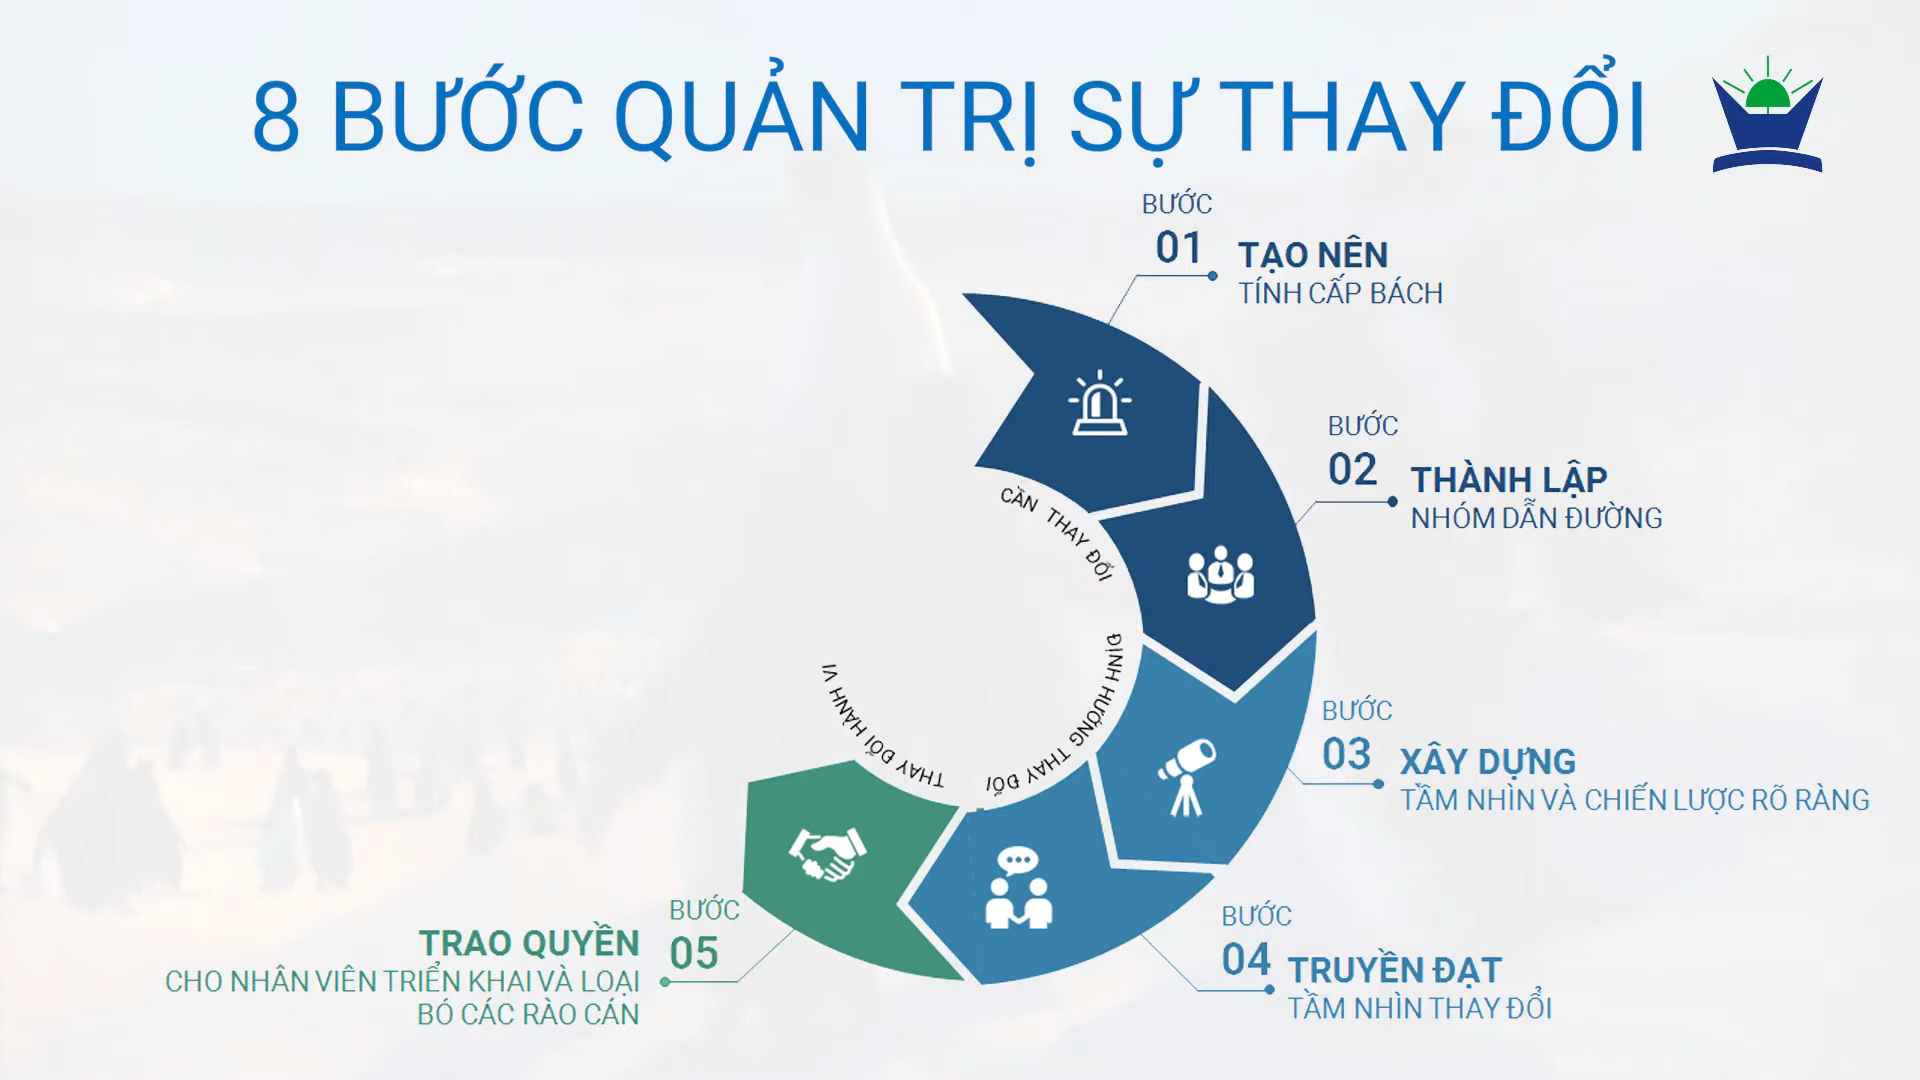 8 BƯỚC QUẢN TRỊ SỰ THAY ĐỔI
BƯỚC
01
TẠO NÊN
TÍNH CẤP BÁCH
BƯỚC
02
THÀNH LẬP
NHÓM DẪN ĐƯỜNG
BƯỚC
03
XÂY DỰNG
TẦM NHÌN VÀ CHIẾN LƯỢC RÕ RÀNG
BƯỚC
04
TRUYỀN ĐẠT
TẦM NHÌN THAY ĐỔI
BƯỚC
05
TRAO QUYỀN
CHO NHÂN VIÊN TRIỂN KHAI VÀ LOẠI
BÓ CÁC RÀO CÁN
CẦN THAY ĐỔI
ĐỊNH HƯỚNG THAY ĐỔI
THAY ĐỔI HÀNH VI